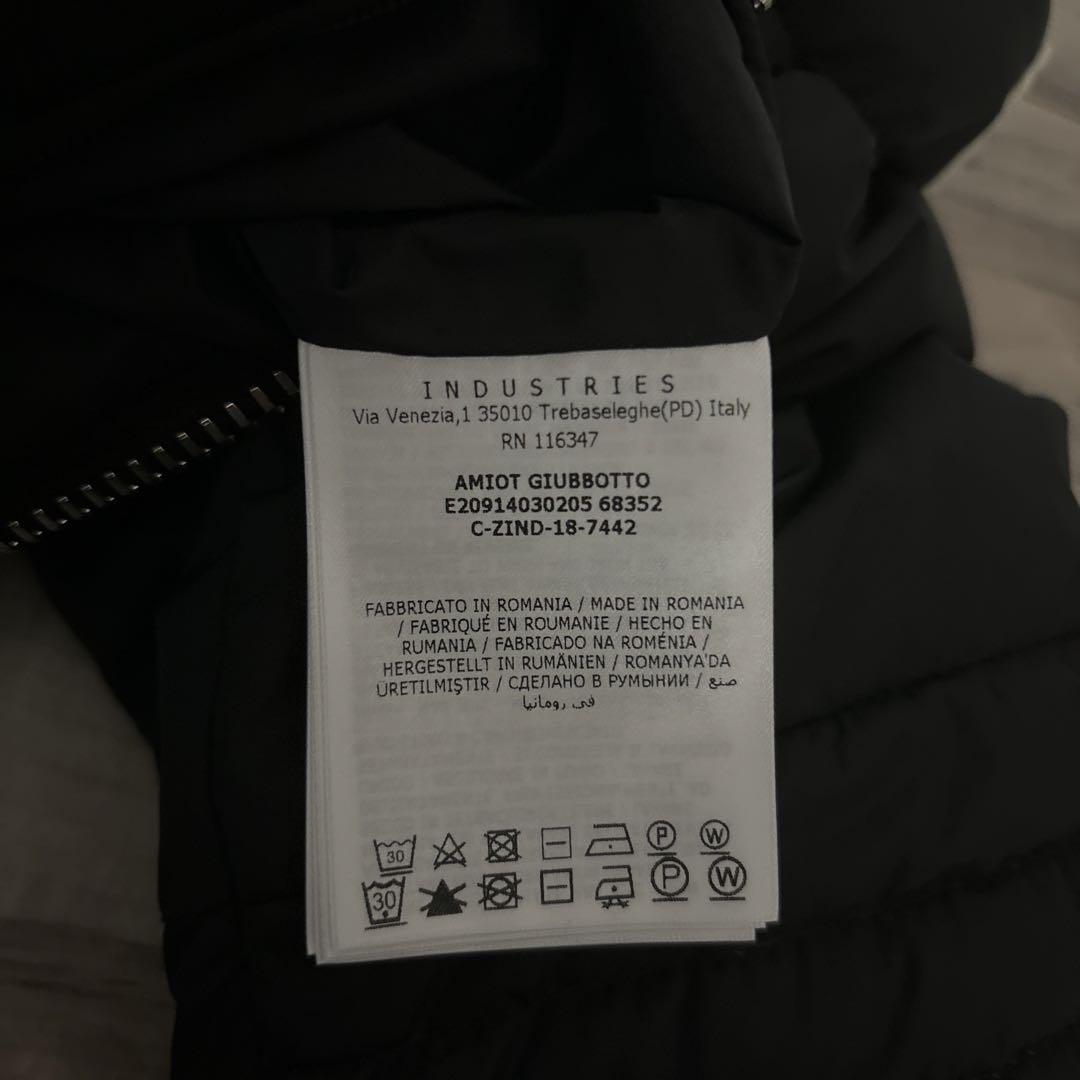 INDUSTRIES
Via Venezia,1 35010 Trebaseleghe(PD) Italy
RN 116347
AMIOT GIUBBOTTO
E20914030205 68352
C-ZIND-18-7442
FABBRICATO IN ROMANIA / MADE IN ROMANIA
/ FABRIQUÉ EN ROUMANIE / HECHO EN
RUMANIA / FABRICADO NA ROMÉNIA /
HERGESTELLT IN RUMÄNIEN / ROMANYA'DA
ÜRETILMIŞTIR / СДЕЛАНО В РУМЫНИИ / صنع
في رومانيا
30 P W
30 P W